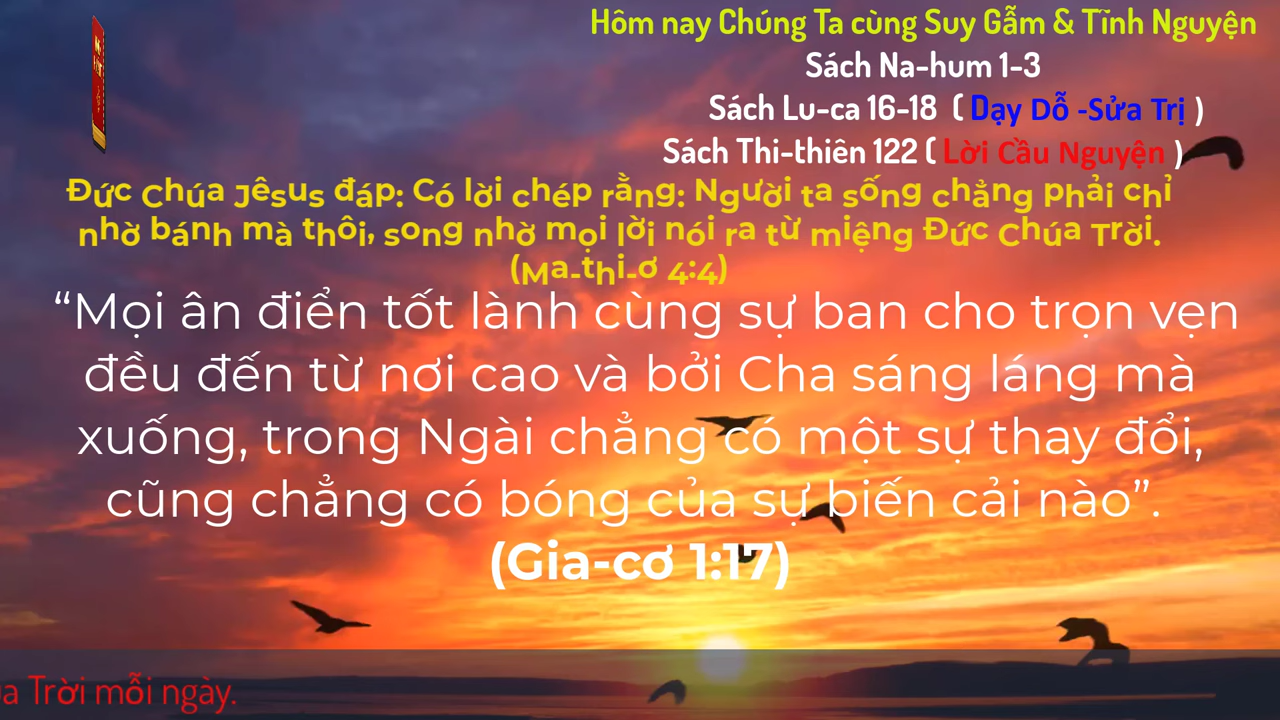 Hôm nay Chúng Ta cùng Suy Gẫm & Tĩnh Nguyện
Sách Na-hum 1-3
Sách Lu-ca 16-18 ( Dạy Dỗ -Sửa Trị )
Sách Thi-thiên 122 ( Lời Cầu Nguyện )
Đức Chúa Jêsus đáp: Có lời chép rằng: Người ta sống chẳng phải chỉ
nhờ bánh mà thôi, song nhờ mọi lời nói ra từ miệng Đức Chúa Trời.
(Ma-thi-ơ 4:4)
“Mọi ân điển tốt lành cùng sự ban cho trọn vẹn
đều đến từ nơi cao và bởi Cha sáng láng mà
xuống, trong Ngài chẳng có một sự thay đổi,
cũng chẳng có bóng của sự biến cải nào”.
(Gia-cơ 1:17)
Trời mỗi ngày.